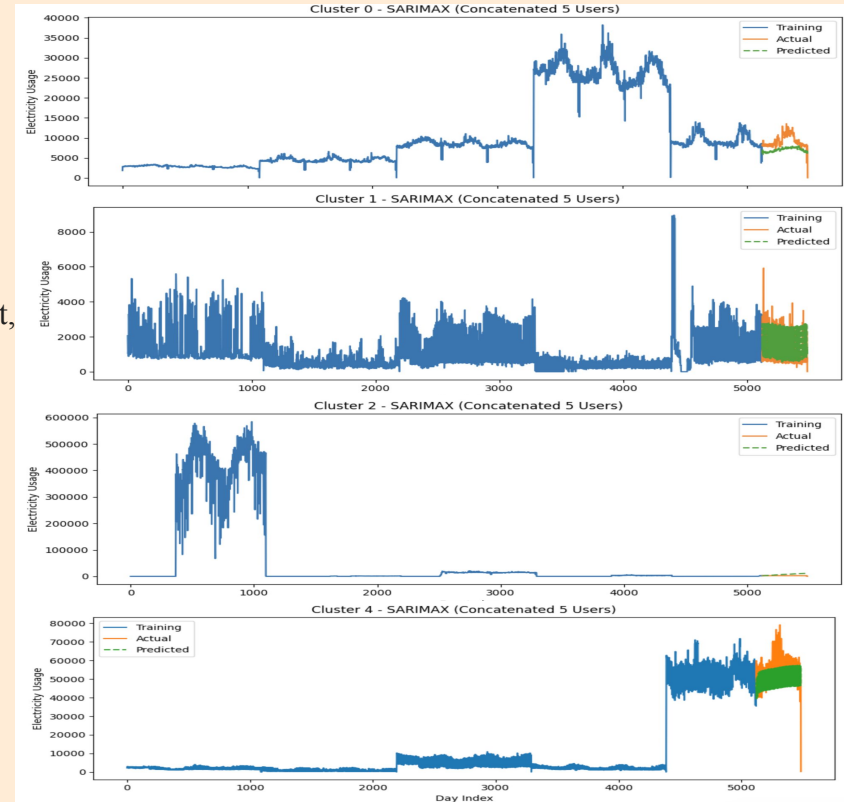 t,
Cluster 0 - SARIMAX (Concatenated 5 Users)
Electricity Usage
40000
35000
30000
25000
20000
15000
10000
5000
0
Training
Actual
Predicted
Cluster 1 - SARIMAX (Concatenated 5 Users)
Electricity Usage
8000
6000
4000
2000
0
Training
Actual
Predicted
0 1000 2000 3000 4000 5000
Cluster 2 - SARIMAX (Concatenated 5 Users)
Electricity Usage
600000
500000
400000
300000
200000
100000
0
Training
Actual
Predicted
0 1000 2000 3000 4000 5000
Cluster 4 - SARIMAX (Concatenated 5 Users)
Electricity Usage
80000
70000
60000
50000
40000
30000
20000
10000
0
Training
Actual
Predicted
0 1000 2000 3000 4000 5000
Day Index